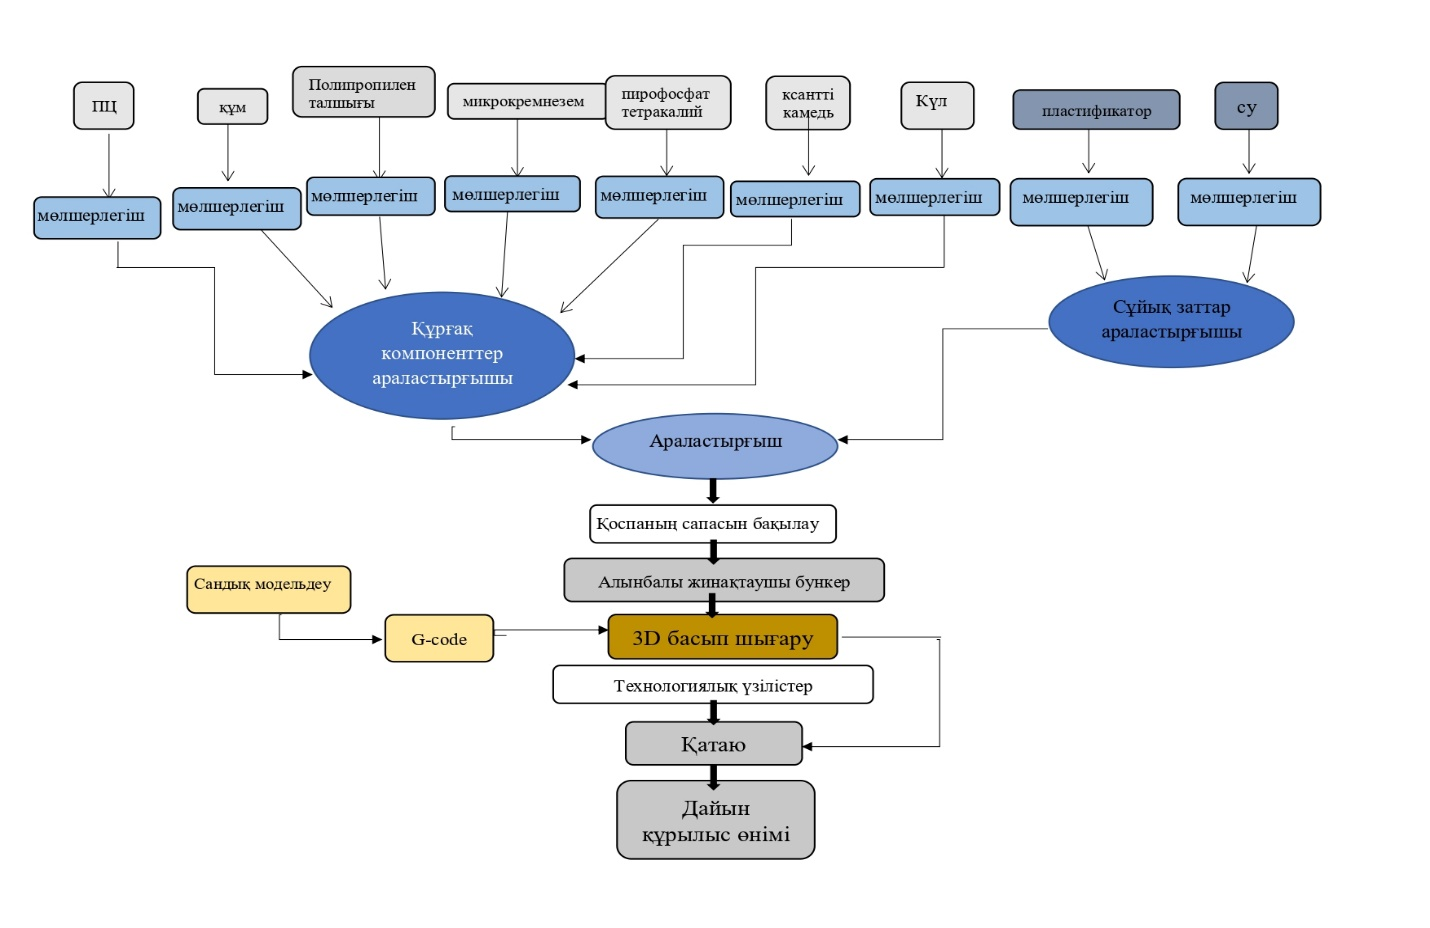 ПЦ
құм
Полипропилен
талшығы
микрокремнезем
пирофосфат
тетракалий
ксантті
камедь
Күл
пластификатор
су
мөлшерлегіш
мөлшерлегіш
мөлшерлегіш
мөлшерлегіш
мөлшерлегіш
мөлшерлегіш
мөлшерлегіш
мөлшерлегіш
мөлшерлегіш
Құрғақ
компоненттер
араластырғышы
Сұйық заттар
араластырғышы
Араластырғыш
Қоспаның сапасын бақылау
Алынбалы жинақтаушы бункер
Сандық модельдеу
G-code
3D басып шығару
Технологиялық үзілістер
Қатаю
Дайын
құрылыс өнімі